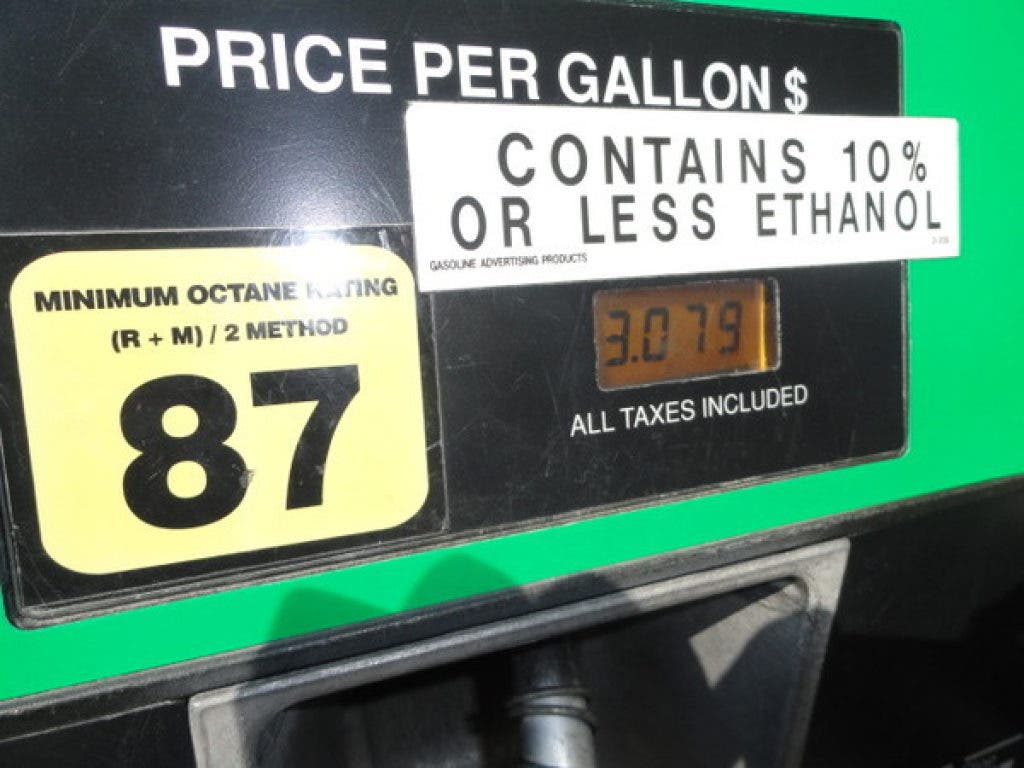 PRICE PER GALLON $
CONTAINS 10%
OR LESS ETHANOL
GASOLINE ADVERTISING PRODUCTS
MINIMUM OCTANE RATING
(R + M) / 2 METHOD
87
3.079
ALL TAXES INCLUDED